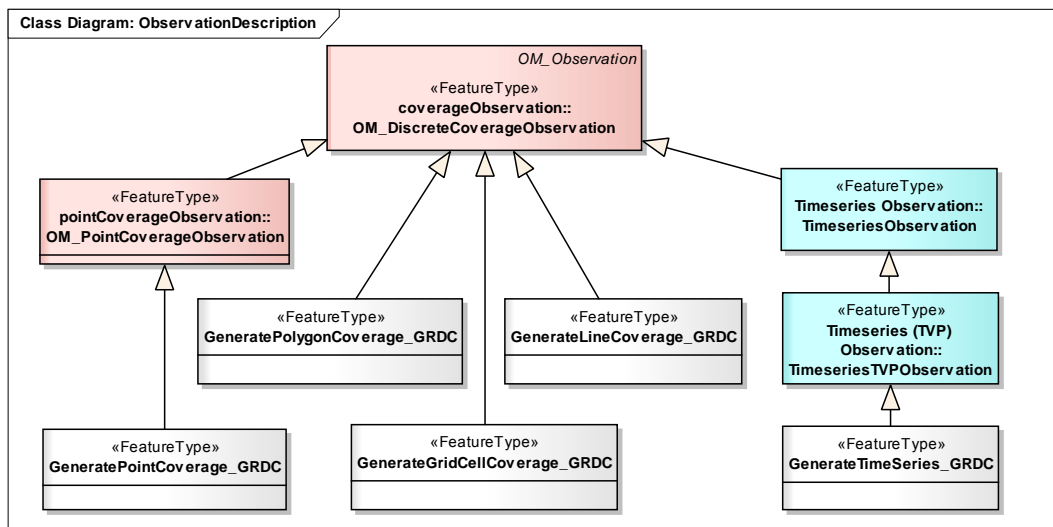 Class Diagram: ObservationDescription
OM_Observation
«FeatureType»
coverageObservation::
OM_DiscreteCoverageObservation
«FeatureType»
pointCoverageObservation::
OM_PointCoverageObservation
«FeatureType»
Timeseries Observation::
TimeseriesObservation
«FeatureType»
GeneratePolygonCoverage_GRDC
«FeatureType»
GenerateLineCoverage_GRDC
«FeatureType»
Timeseries (TVP)
Observation::
TimeseriesTVPObservation
«FeatureType»
GeneratePointCoverage_GRDC
«FeatureType»
GenerateGridCellCoverage_GRDC
«FeatureType»
GenerateTimeSeries_GRDC